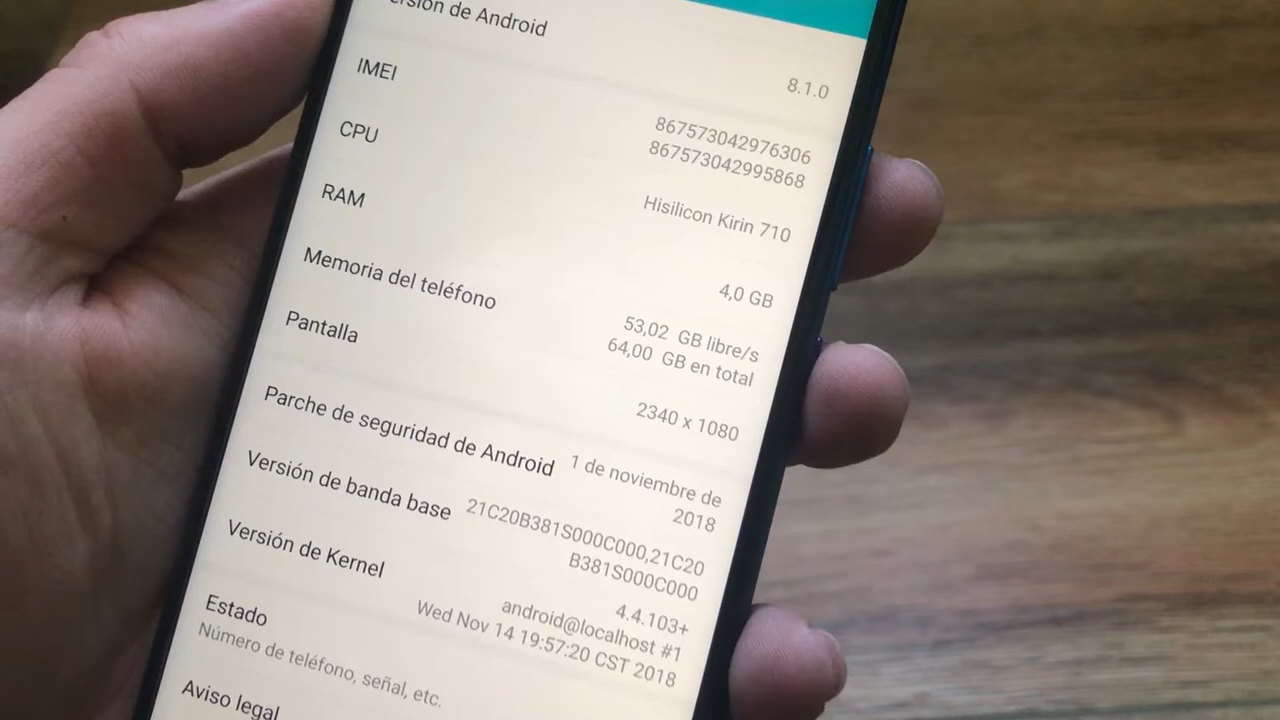 ersión de Android
8.1.0
IMEI
867573042976306
867573042995868
CPU
Hisilicon Kirin 710
RAM
4,0 GB
Memoria del teléfono
53,02 GB libre/s
64,00 GB en total
Pantalla
2340 x 1080
Parche de seguridad de Android
1 de noviembre de
2018
Versión de banda base
21C20B381S000C000,21C20
B381S000C000
Versión de Kernel
4.4.103+
android@localhost #1
Wed Nov 14 19:57:20 CST 2018
Estado
Número de teléfono, señal, etc.
Aviso legal